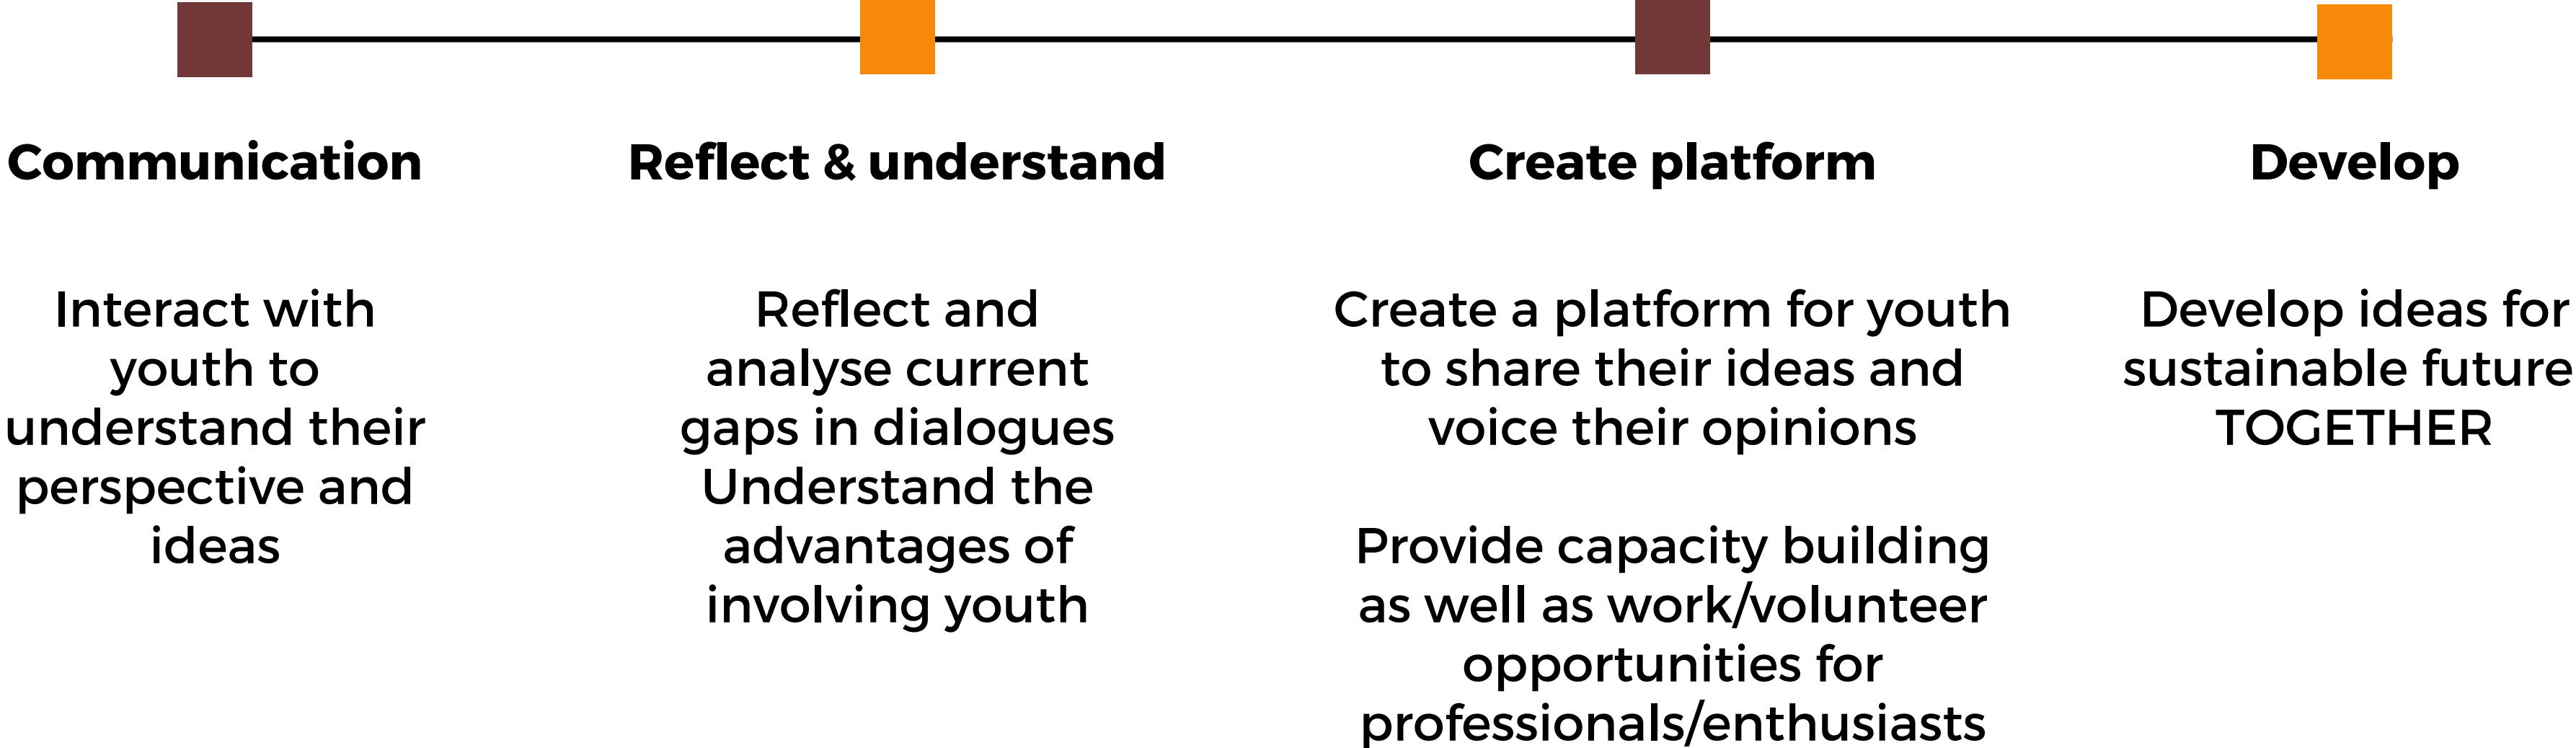 Communication
Interact with
youth to
understand their
perspective and
ideas
Reflect & understand
Reflect and
analyse current
gaps in dialogues
Understand the
advantages of
involving youth
Create platform
Create a platform for youth
to share their ideas and
voice their opinions
Provide capacity building
as well as work/volunteer
opportunities for
professionals/enthusiasts
Develop
Develop ideas for
sustainable future
TOGETHER